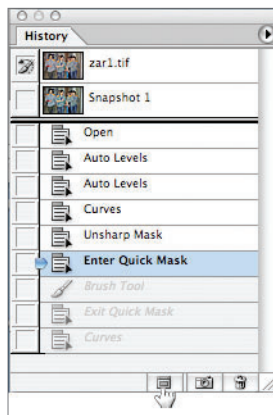 History
zar1.tif
Snapshot 1
Open
Auto Levels
Auto Levels
Curves
Unsharp Mask
Enter Quick Mask
Brush Tool
Exit Quick Mask
Curves